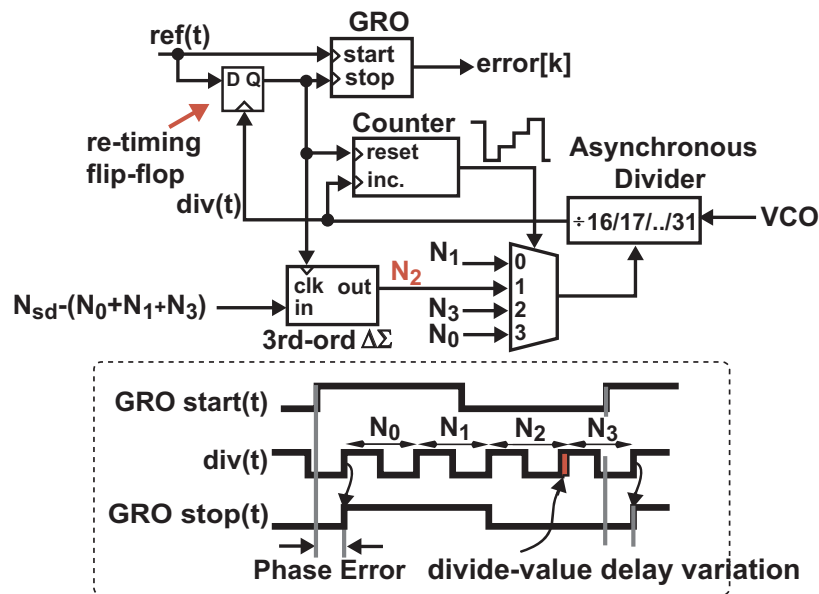 GRO
ref(t)
start
stop
error[k]
D Q
re-timing
flip-flop
Counter
reset
inc.
Asynchronous
Divider
div(t)
÷16/17/../31
VCO
N1
N2
N3
N0
0
1
2
3
clk out
in
Nsd-(N0+N1+N3)
3rd-ord ΔΣ
GRO start(t)
N0 N1 N2 N3
div(t)
GRO stop(t)
Phase Error
divide-value delay variation